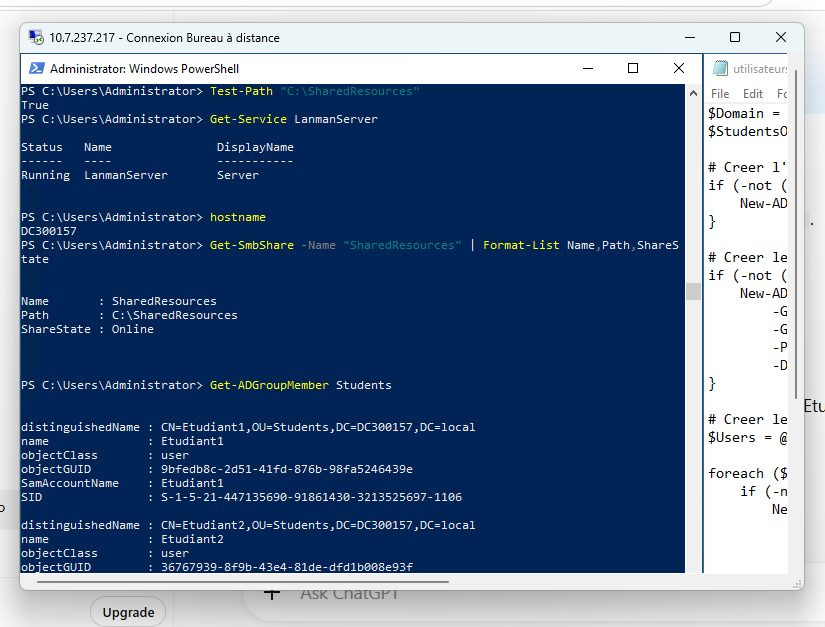 10.7.237.217 - Connexion Bureau à distance
Administrator: Windows PowerShell
PS C:\Users\Administrator> Test-Path "C:\SharedResources"
True
PS C:\Users\Administrator> Get-Service LanmanServer
Status   Name               DisplayName
------   ----               -----------
Running  LanmanServer       Server
PS C:\Users\Administrator> hostname
DC300157
PS C:\Users\Administrator> Get-SmbShare -Name "SharedResources" | Format-List Name,Path,ShareS
tate
Name       : SharedResources
Path       : C:\SharedResources
ShareState : Online
PS C:\Users\Administrator> Get-ADGroupMember Students
distinguishedName : CN=Etudiant1,OU=Students,DC=DC300157,DC=local
name              : Etudiant1
objectClass       : user
objectGUID        : 9bfedb8c-2d51-41fd-876b-98fa5246439e
SamAccountName    : Etudiant1
SID               : S-1-5-21-447135690-91861430-3213525697-1106
distinguishedName : CN=Etudiant2,OU=Students,DC=DC300157,DC=local
name              : Etudiant2
objectClass       : user
objectGUID        : 36767939-8f9b-43e4-81de-dfd1b008e93f
utilisateurs
File Edit Fo
$Domain =
$StudentsO
# Creer l'
if (-not (
New-AD
}
# Creer le
if (-not (
New-AD
-G
-G
-P
-D
}
# Creer le
$Users = @
foreach ($
if (-n
Ne
Etu
Upgrade
Ask ChatGPT